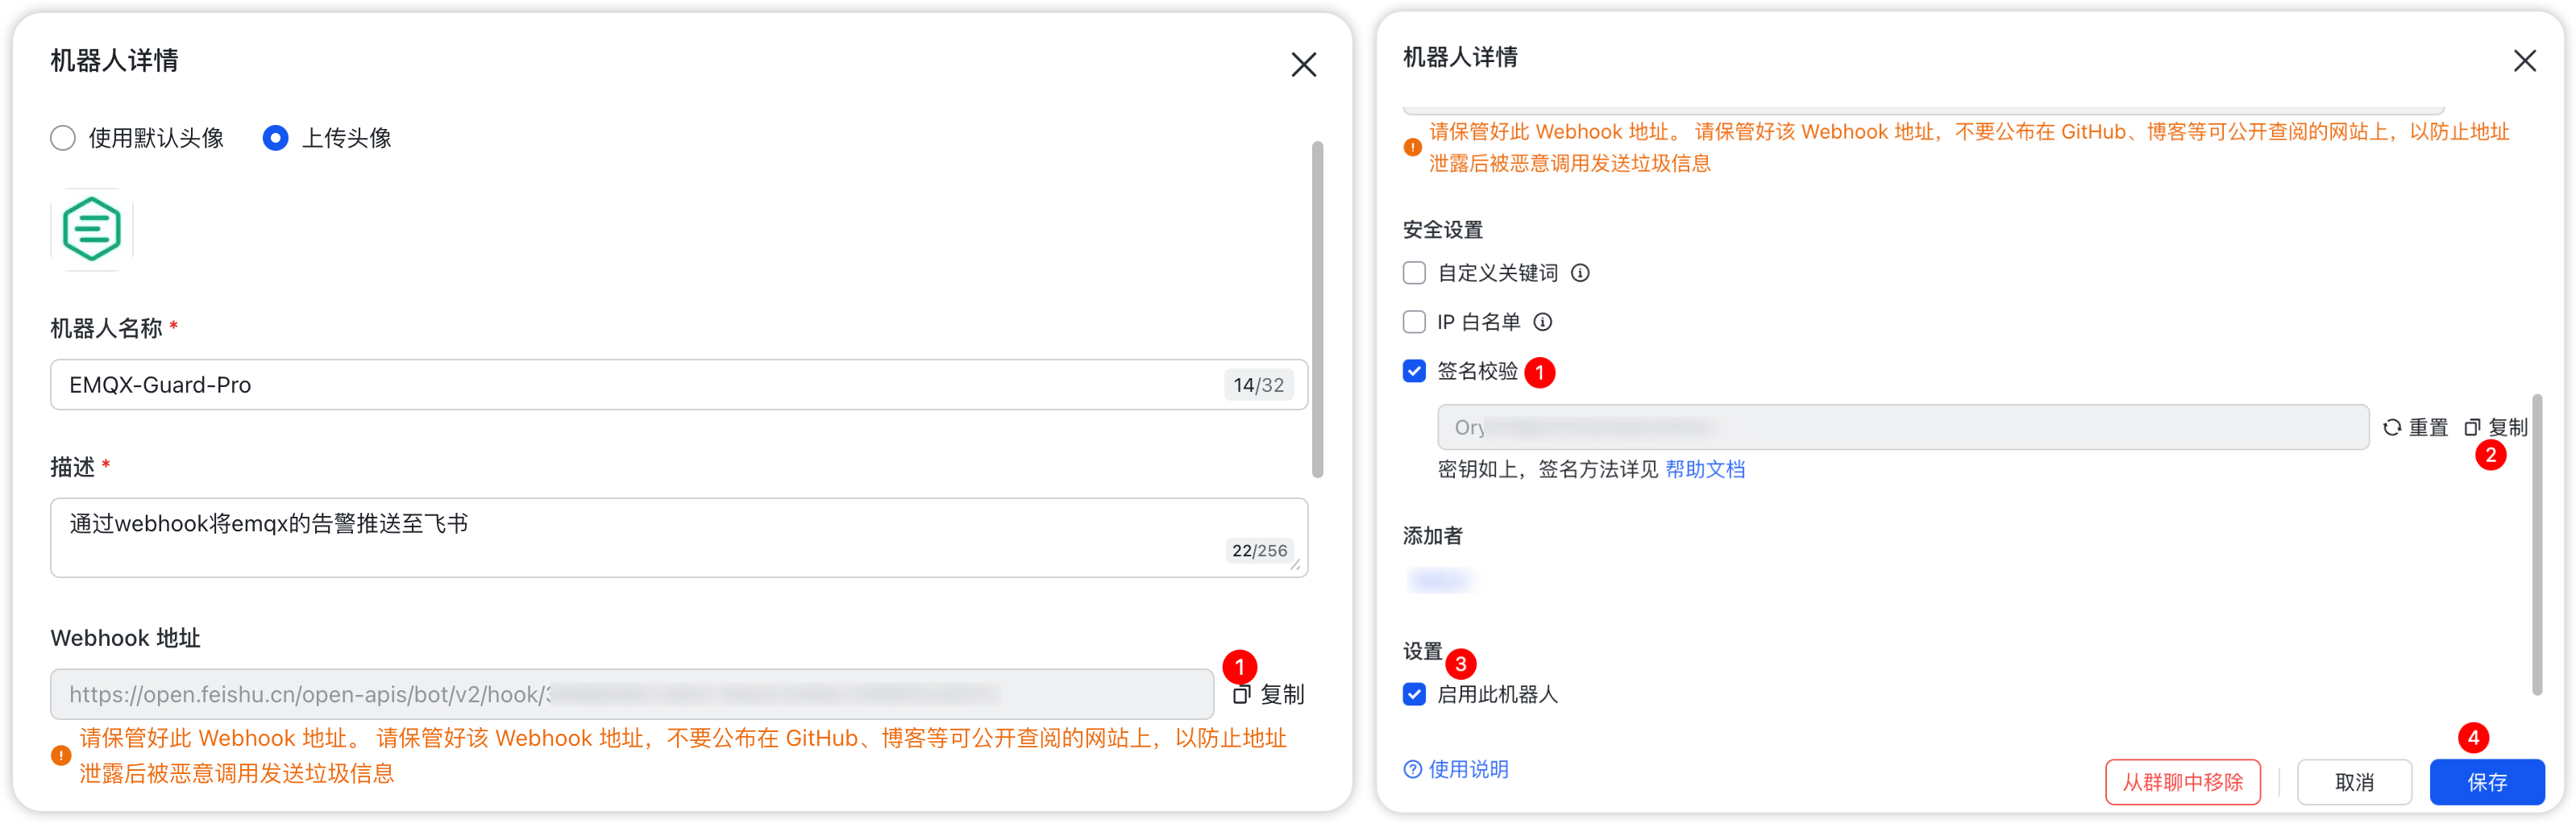 机器人详情
使用默认头像 上传头像
机器人名称 *
EMQX-Guard-Pro 14/32
描述 *
通过webhook将emqx的告警推送至飞书
22/256
Webhook 地址
1
https://open.feishu.cn/open-apis/bot/v2/hook/ 复制
请保管好此 Webhook 地址。 请保管好该 Webhook 地址，不要公布在 GitHub、博客等可公开查阅的网站上，以防止地址
泄露后被恶意调用发送垃圾信息
机器人详情
请保管好此 Webhook 地址。 请保管好该 Webhook 地址，不要公布在 GitHub、博客等可公开查阅的网站上，以防止地址
泄露后被恶意调用发送垃圾信息
安全设置
自定义关键词
IP 白名单
签名校验 1
Ory 重置 复制
2
密钥如上，签名方法详见 帮助文档
添加者
设置
3
启用此机器人
4
使用说明
从群聊中移除 取消 保存